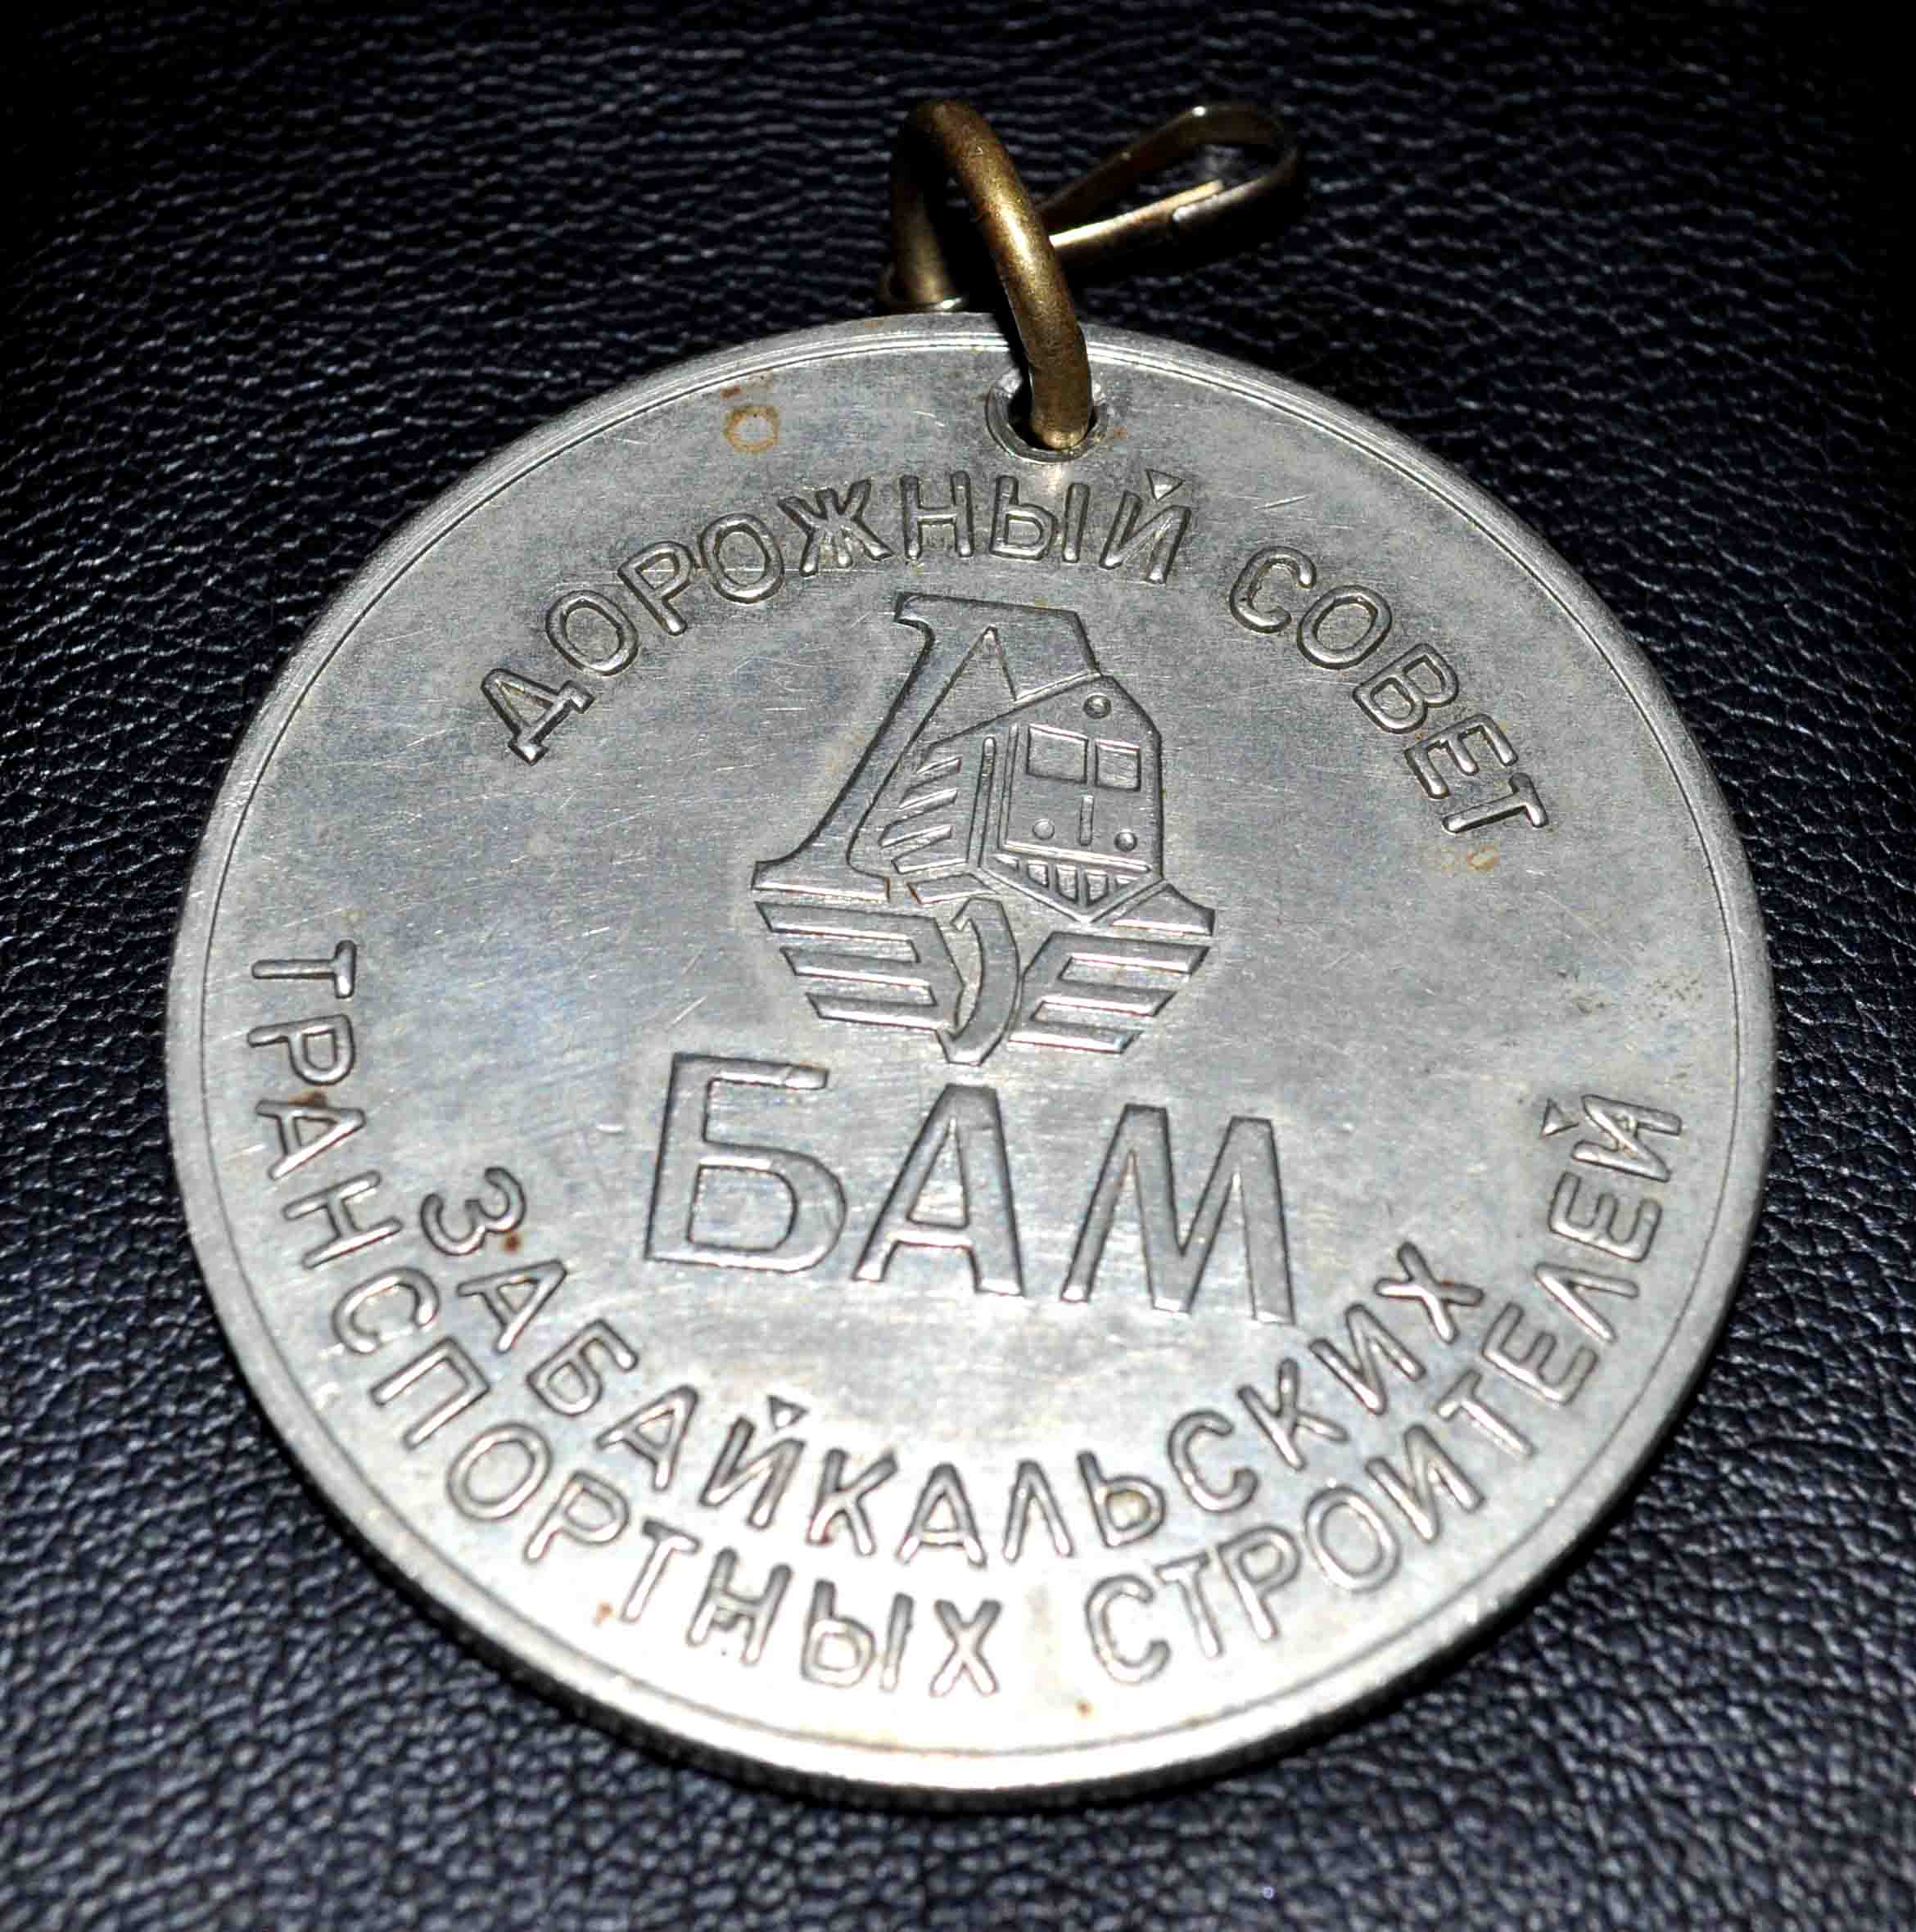 ДОРОЖНЫЙ СОВЕТ
Л
БАМ
ЗАБАЙКАЛЬСКИХ
ТРАНСПОРТНЫХ СТРОИТЕЛЕЙ